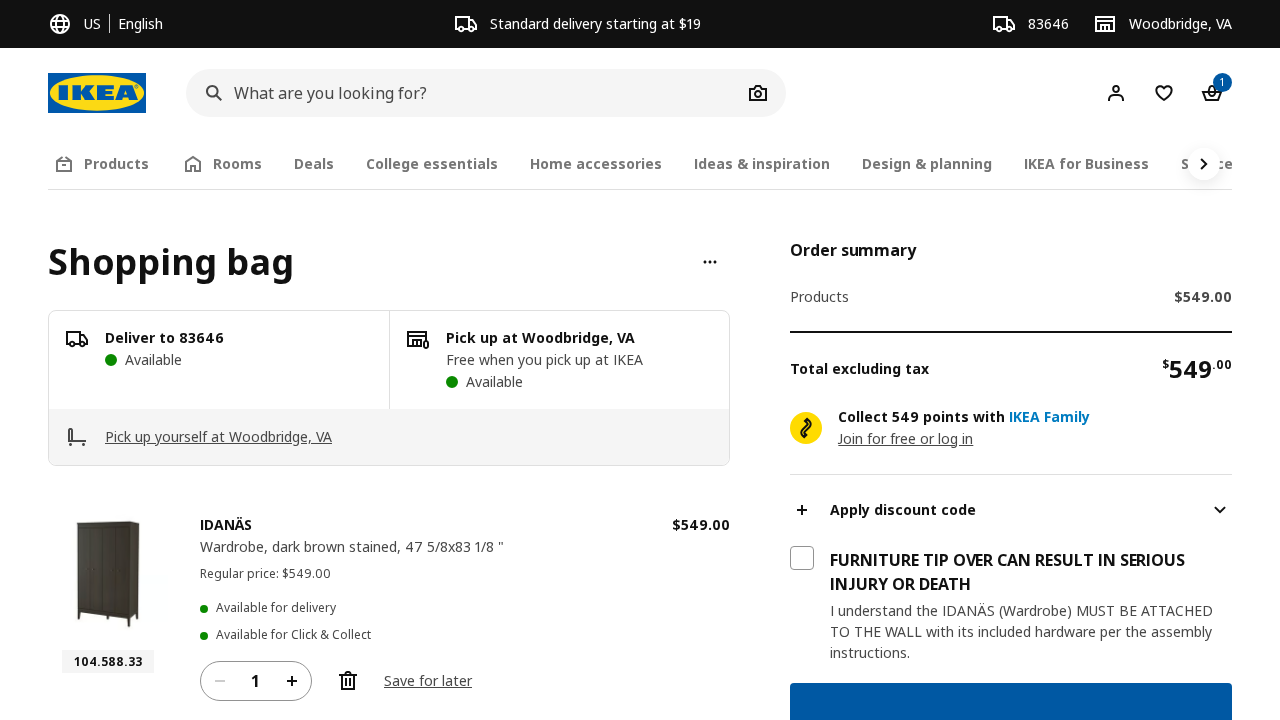 US English
Standard delivery starting at $19
83646
Woodbridge, VA
IKEA
What are you looking for?
1
Products
Rooms
Deals
College essentials
Home accessories
Ideas & inspiration
Design & planning
IKEA for Business
Shopping bag
Deliver to 83646
Available
Pick up at Woodbridge, VA
Free when you pick up at IKEA
Available
Pick up yourself at Woodbridge, VA
IDANÄS
$549.00
Wardrobe, dark brown stained, 47 5/8x83 1/8 "
Regular price: $549.00
Available for delivery
Available for Click & Collect
104.588.33
1
Save for later
Order summary
Products
$549.00
Total excluding tax
$549.00
Collect 549 points with IKEA Family
Join for free or log in
Apply discount code
FURNITURE TIP OVER CAN RESULT IN SERIOUS
INJURY OR DEATH
I understand the IDANÄS (Wardrobe) MUST BE ATTACHED
TO THE WALL with its included hardware per the assembly
instructions.